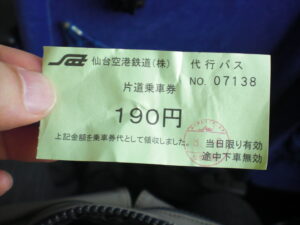 仙台空港鉄道(株) 代行バス
NO. 07138
片道乗車券
190円
上記金額を乗車券代として領収しました。
当日限り有効
途中下車無効